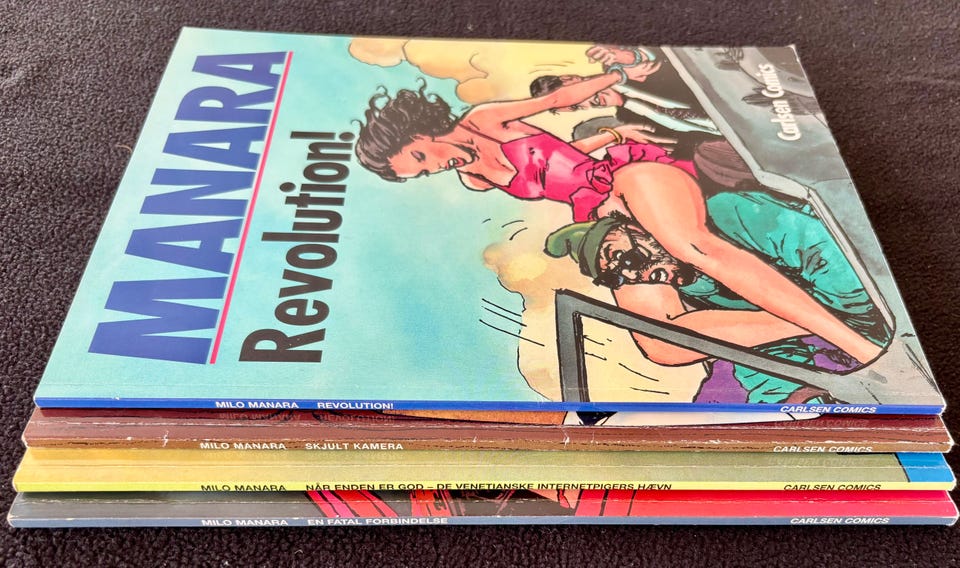 MANARA
Revolution!
Carlsen Comics
MILO MANARA REVOLUTION! CARLSEN COMICS
MILO MANARA SKJULT KAMERA CARLSEN COMICS
MILO MANARA NÅR ENDEN ER GOD – DE VENETIANSKE INTERNETPIGERS HÆVN CARLSEN COMICS
MILO MANARA EN FATAL FORBINDELSE CARLSEN COMICS